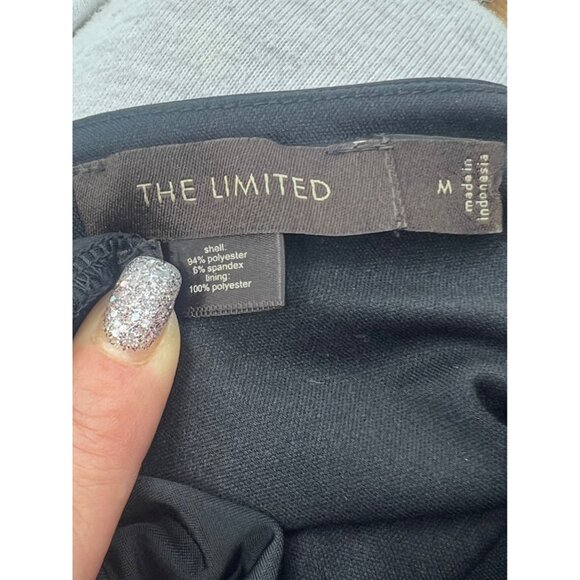 THE LIMITED
M
made in
indonesia
shell:
94% polyester
6% spandex
lining:
100% polyester